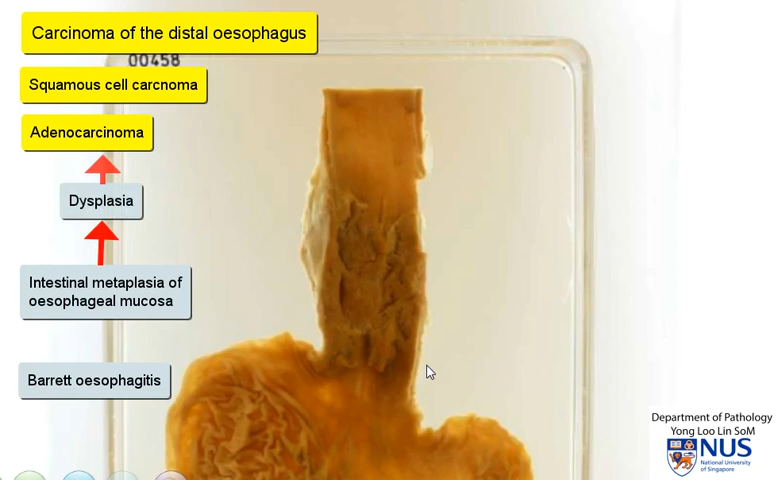 Carcinoma of the distal oesophagus
00458
Squamous cell carcnoma
Adenocarcinoma
Dysplasia
Intestinal metaplasia of
oesophageal mucosa
Barrett oesophagitis
Department of Pathology
Yong Loo Lin SoM
NUS
National University
of Singapore